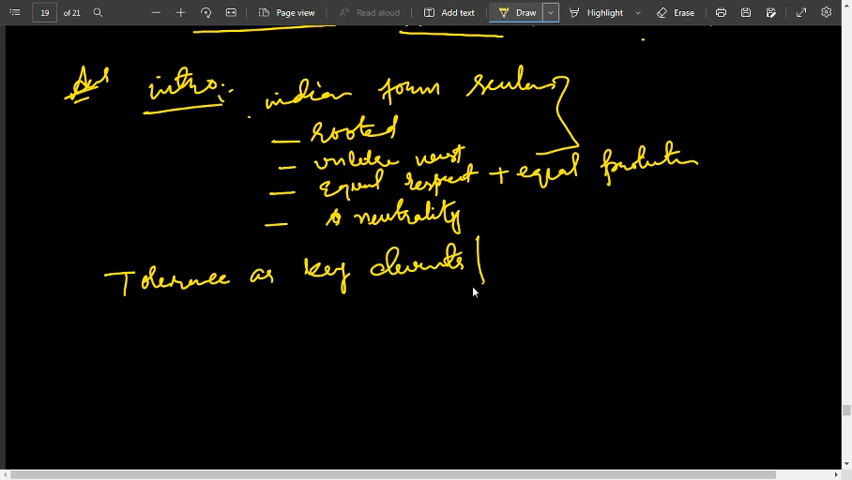 19 of 21 Page view Read aloud Add text Draw Highlight Erase
Ans intro:- indian form secular
— rooted
— unlike west
— equal respect + equal protection
— neutrality
Tolerance as key elements